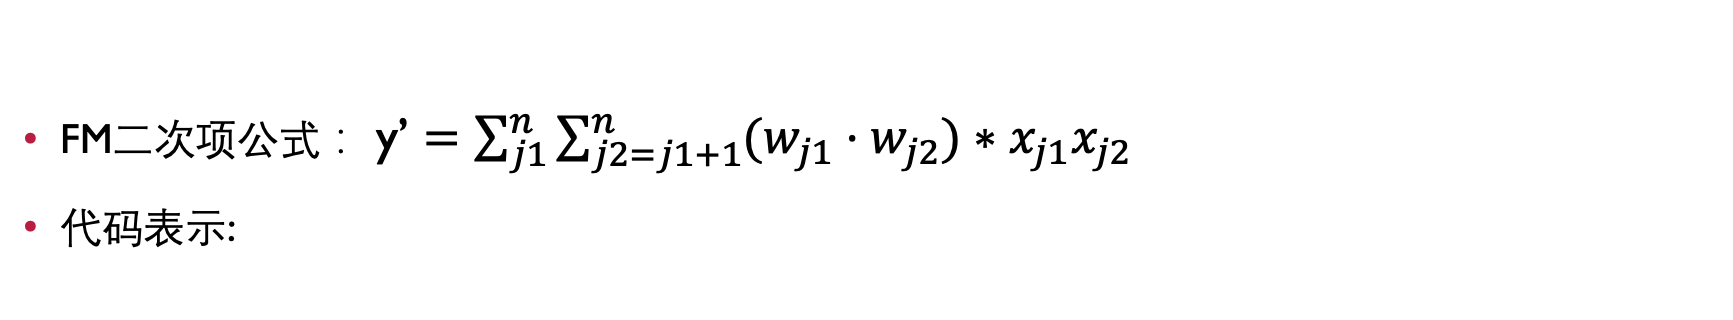 • FM二次项公式： y’ = ∑_{j1}^{n} ∑_{j2=j1+1}^{n} (w_{j1} · w_{j2}) * x_{j1}x_{j2}
• 代码表示: